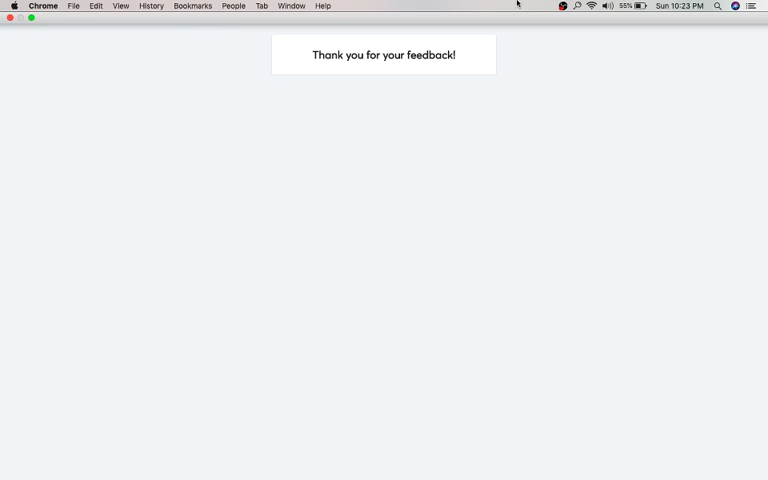 Chrome File Edit View History Bookmarks People Tab Window Help 55% Sun 10:23 PM
Thank you for your feedback!